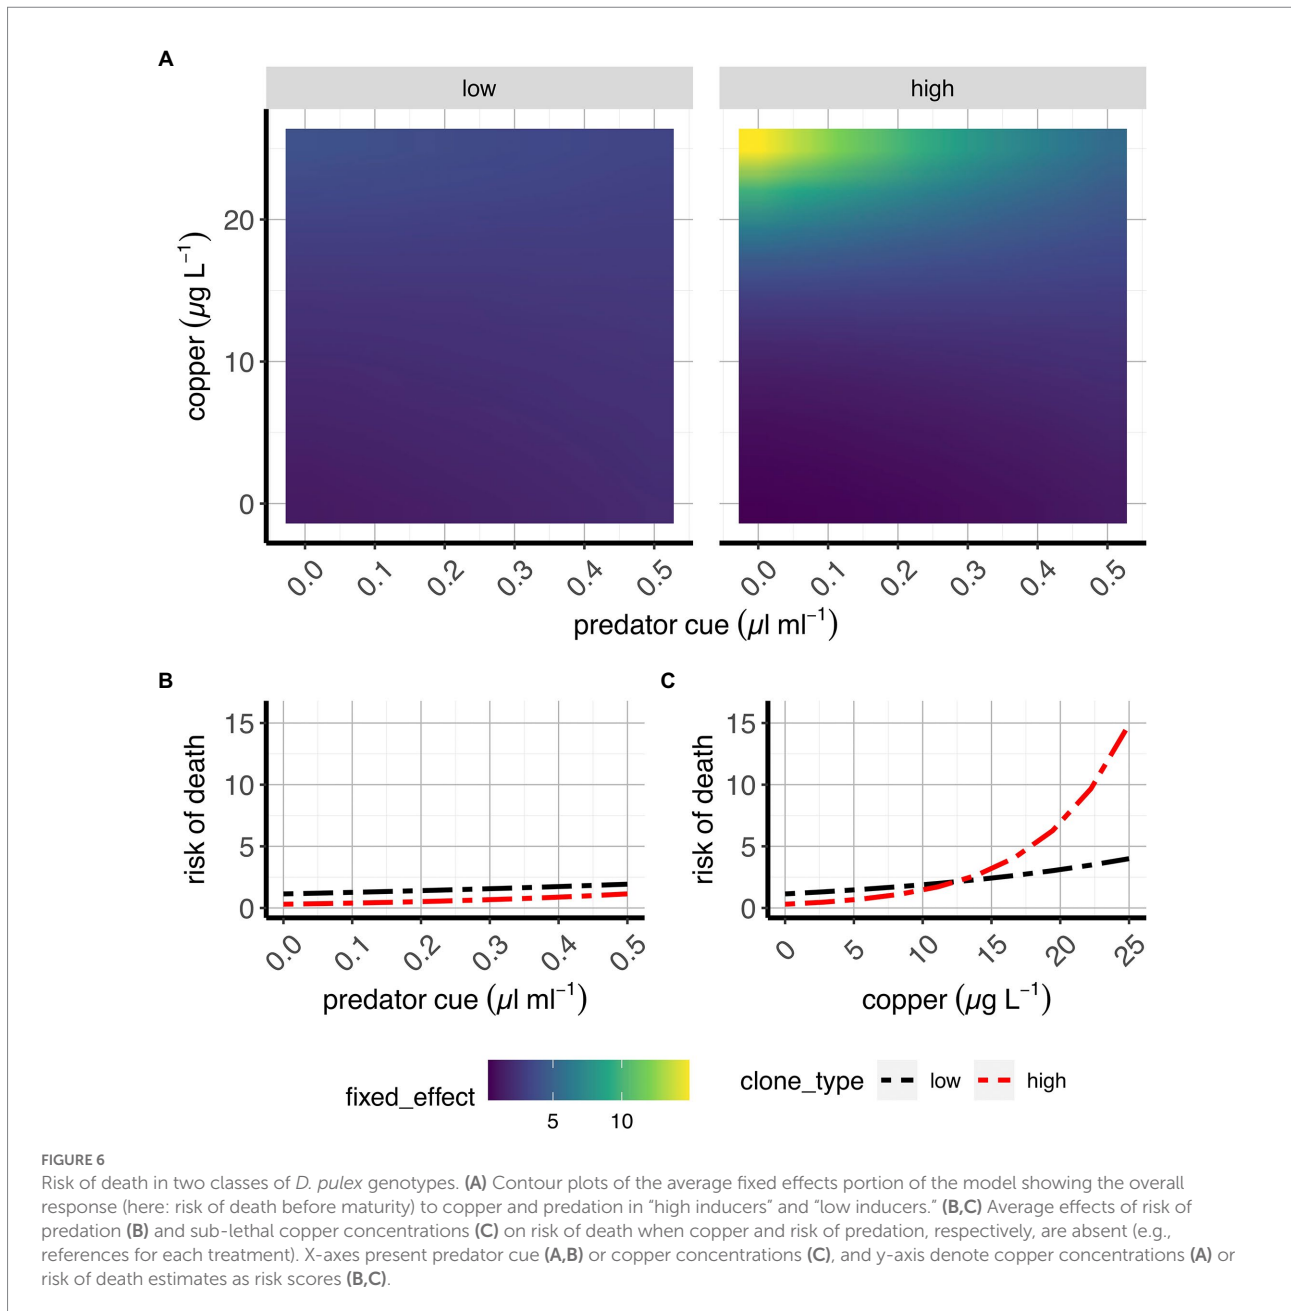 A
low high
copper (µg L⁻¹)
20
10
0
0.0 0.1 0.2 0.3 0.4 0.5 0.0 0.1 0.2 0.3 0.4 0.5
predator cue (µl ml⁻¹)
B C
risk of death
15
10
5
0
0.0 0.1 0.2 0.3 0.4 0.5
predator cue (µl ml⁻¹)
risk of death
15
10
5
0
0 5 10 15 20 25
copper (µg L⁻¹)
fixed_effect
5 10
clone_type low high
FIGURE 6
Risk of death in two classes of D. pulex genotypes. (A) Contour plots of the average fixed effects portion of the model showing the overall
response (here: risk of death before maturity) to copper and predation in “high inducers” and “low inducers.” (B,C) Average effects of risk of
predation (B) and sub-lethal copper concentrations (C) on risk of death when copper and risk of predation, respectively, are absent (e.g.,
references for each treatment). X-axes present predator cue (A,B) or copper concentrations (C), and y-axis denote copper concentrations (A) or
risk of death estimates as risk scores (B,C).